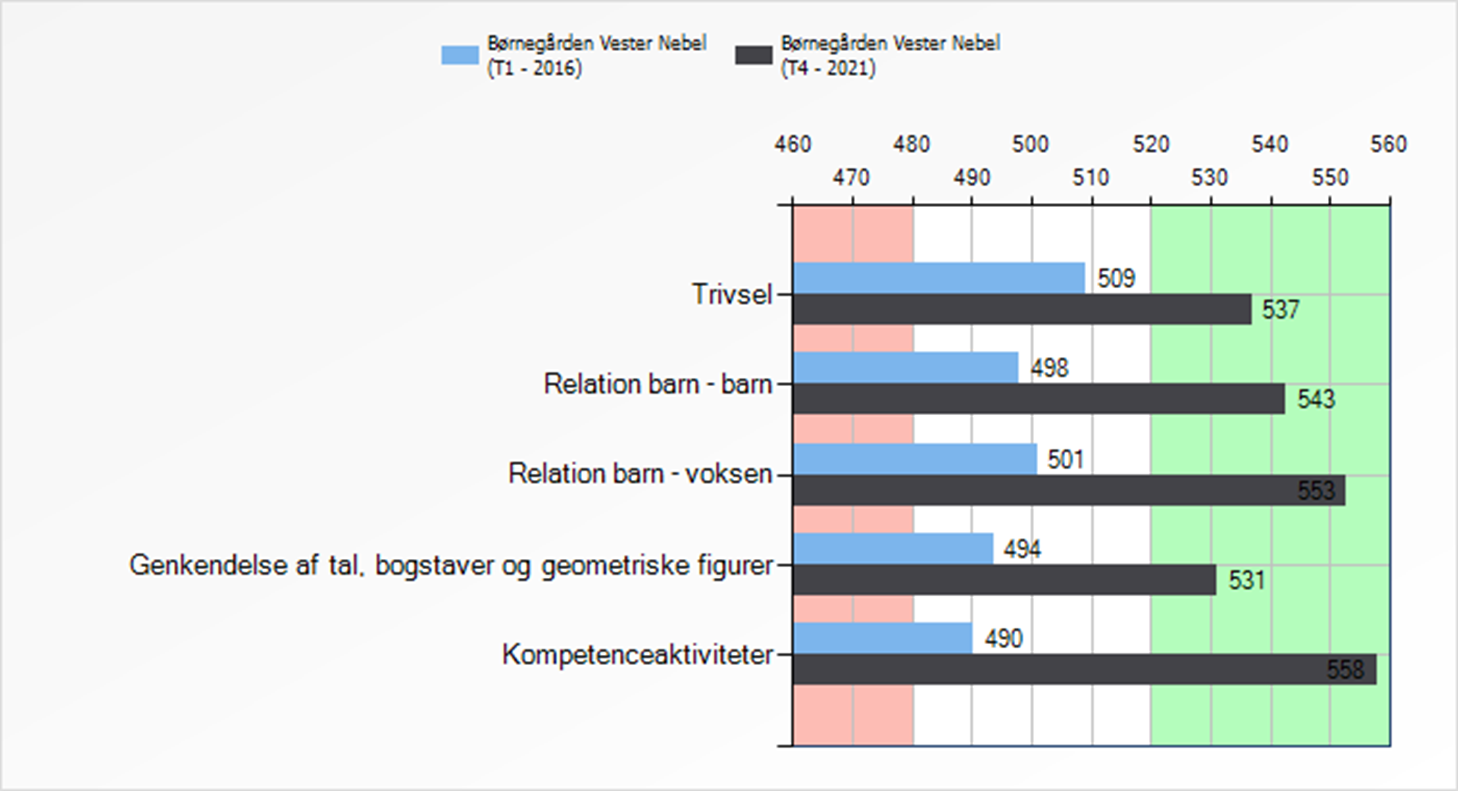 Børnegården Vester Nebel
(T1 - 2016)
Børnegården Vester Nebel
(T4 - 2021)
460 480 500 520 540 560
470 490 510 530 550
Trivsel
509
537
Relation barn - barn
498
543
Relation barn - voksen
501
553
Genkendelse af tal, bogstaver og geometriske figurer
494
531
Kompetenceaktiviteter
490
558